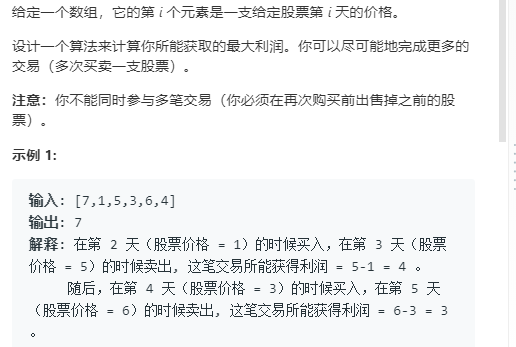 给定一个数组，它的第 i 个元素是一支给定股票第 i 天的价格。
设计一个算法来计算你所能获取的最大利润。你可以尽可能地完成更多的
交易（多次买卖一支股票）。
注意：你不能同时参与多笔交易（你必须在再次购买前出售掉之前的股
票）。
示例 1:
输入: [7,1,5,3,6,4]
输出: 7
解释: 在第 2 天（股票价格 = 1）的时候买入，在第 3 天（股票
价格 = 5）的时候卖出, 这笔交易所能获得利润 = 5-1 = 4 。
随后，在第 4 天（股票价格 = 3）的时候买入，在第 5 天
（股票价格 = 6）的时候卖出, 这笔交易所能获得利润 = 6-3 = 3
。